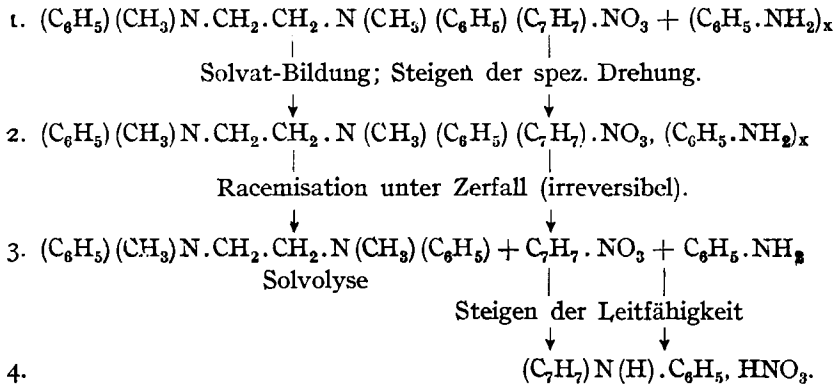 1. (C₆H₅)(CH₃)N.CH₂.CH₂.N(CH₃)(C₆H₅)(C₇H₇).NO₃ + (C₆H₅.NH₂)ₓ
Solvat-Bildung; Steigen der spez. Drehung.
2. (C₆H₅)(CH₃)N.CH₂.CH₂.N(CH₃)(C₆H₅)(C₇H₇).NO₃, (C₆H₅.NH₂)ₓ
Racemisation unter Zerfall (irreversibel).
3. (C₆H₅)(CH₃)N.CH₂.CH₂.N(CH₃)(C₆H₅) + C₇H₇.NO₃ + C₆H₅.NH₂
Solvolyse
Steigen der Leitfähigkeit
4. (C₇H₇)N(H).C₆H₅, HNO₃.